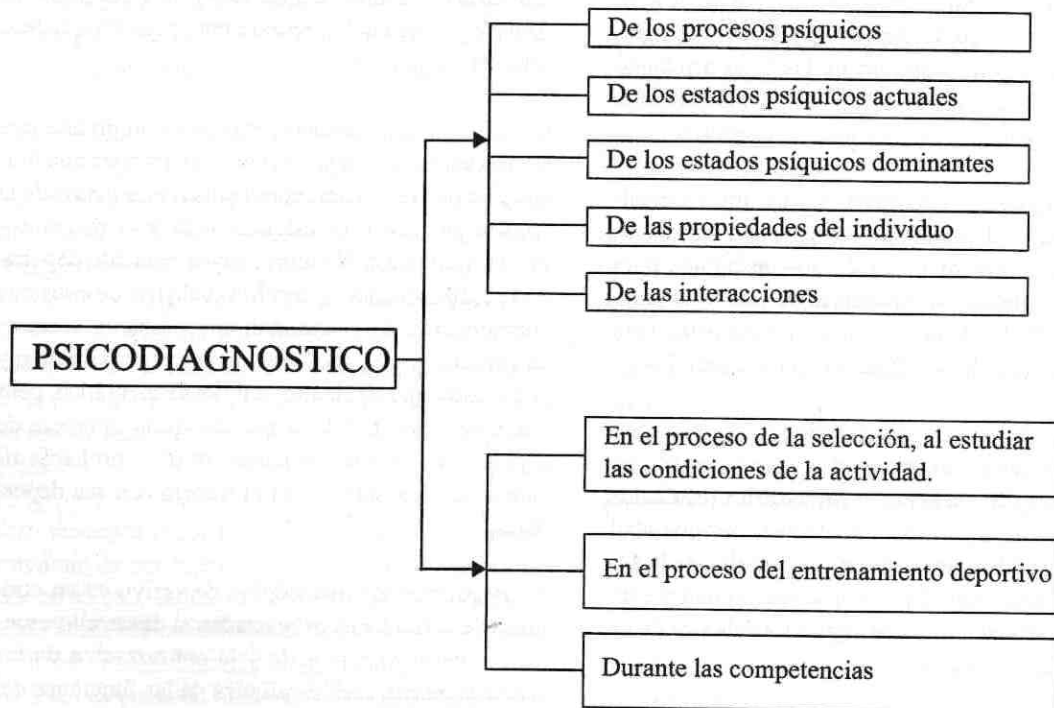 De los procesos psíquicos
De los estados psíquicos actuales
De los estados psíquicos dominantes
De las propiedades del individuo
De las interacciones
PSICODIAGNOSTICO
En el proceso de la selección, al estudiar
las condiciones de la actividad.
En el proceso del entrenamiento deportivo
Durante las competencias